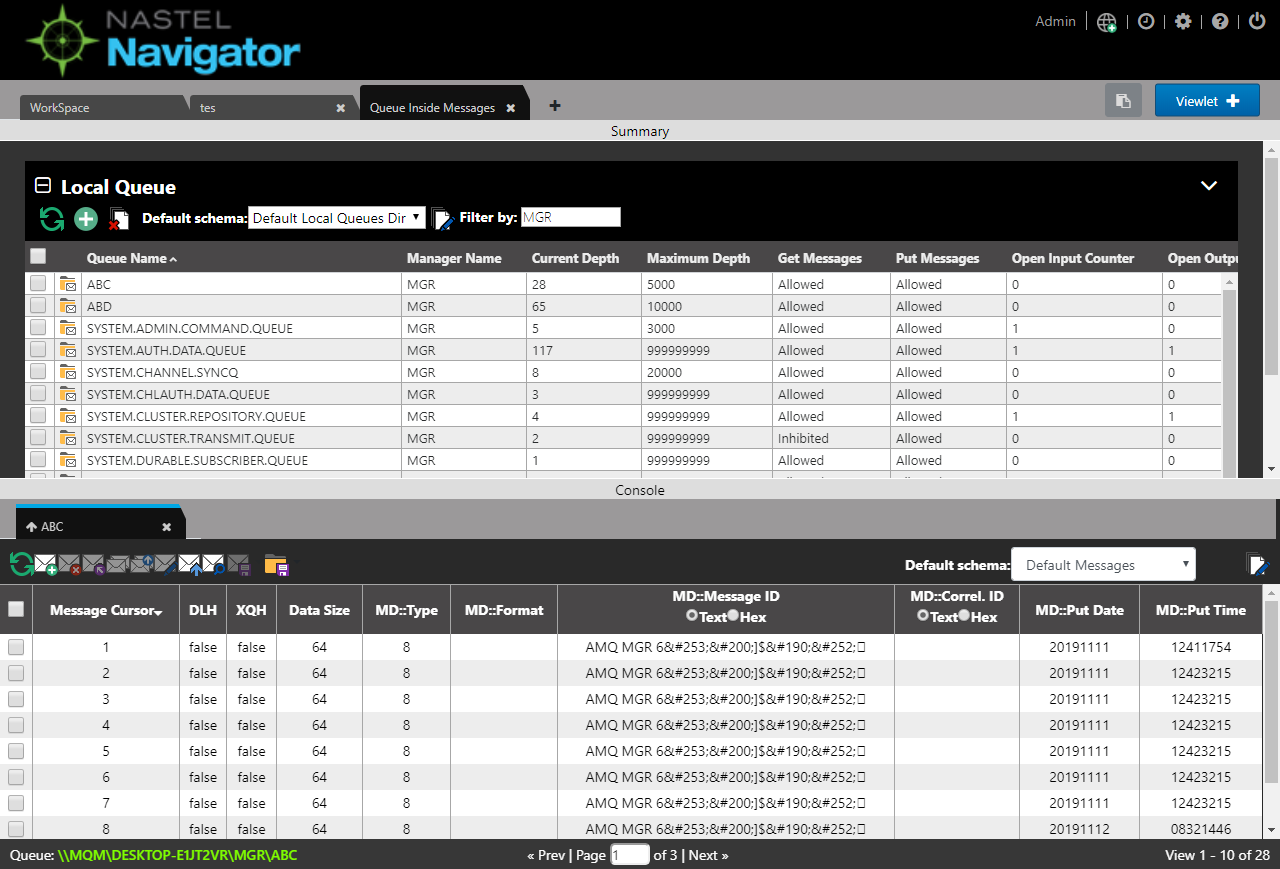 NASTEL
Navigator
Admin
WorkSpace tes Queue Inside Messages Viewlet
Summary
Local Queue
Default schema: Default Local Queues Dir Filter by: MGR
Queue Name Manager Name Current Depth Maximum Depth Get Messages Put Messages Open Input Counter Open Outpu
ABC MGR 28 5000 Allowed Allowed 0 0
ABD MGR 65 10000 Allowed Allowed 0 0
SYSTEM.ADMIN.COMMAND.QUEUE MGR 5 3000 Allowed Allowed 1 0
SYSTEM.AUTH.DATA.QUEUE MGR 117 999999999 Allowed Allowed 1 1
SYSTEM.CHANNEL.SYNCQ MGR 8 20000 Allowed Allowed 0 0
SYSTEM.CHLAUTH.DATA.QUEUE MGR 3 999999999 Allowed Allowed 0 0
SYSTEM.CLUSTER.REPOSITORY.QUEUE MGR 4 999999999 Allowed Allowed 1 1
SYSTEM.CLUSTER.TRANSMIT.QUEUE MGR 2 999999999 Inhibited Allowed 0 0
SYSTEM.DURABLE.SUBSCRIBER.QUEUE MGR 1 999999999 Allowed Allowed 0 0
Console
ABC
Default schema: Default Messages
Message Cursor DLH XQH Data Size MD::Type MD::Format MD::Message ID MD::Correl. ID MD::Put Date MD::Put Time
Text Hex Text Hex
1 false false 64 8 AMQ MGR 6&#253;&#200;]$&#190;&#252;▯ 20191111 12411754
2 false false 64 8 AMQ MGR 6&#253;&#200;]$&#190;&#252;▯ 20191111 12423215
3 false false 64 8 AMQ MGR 6&#253;&#200;]$&#190;&#252;▯ 20191111 12423215
4 false false 64 8 AMQ MGR 6&#253;&#200;]$&#190;&#252;▯ 20191111 12423215
5 false false 64 8 AMQ MGR 6&#253;&#200;]$&#190;&#252;▯ 20191111 12423215
6 false false 64 8 AMQ MGR 6&#253;&#200;]$&#190;&#252;▯ 20191111 12423215
7 false false 64 8 AMQ MGR 6&#253;&#200;]$&#190;&#252;▯ 20191111 12423215
8 false false 64 8 AMQ MGR 6&#253;&#200;]$&#190;&#252;▯ 20191112 08321446
Queue: \\MQM\DESKTOP-E1JT2VR\MGR\ABC « Prev | Page 1 of 3 | Next » View 1 - 10 of 28